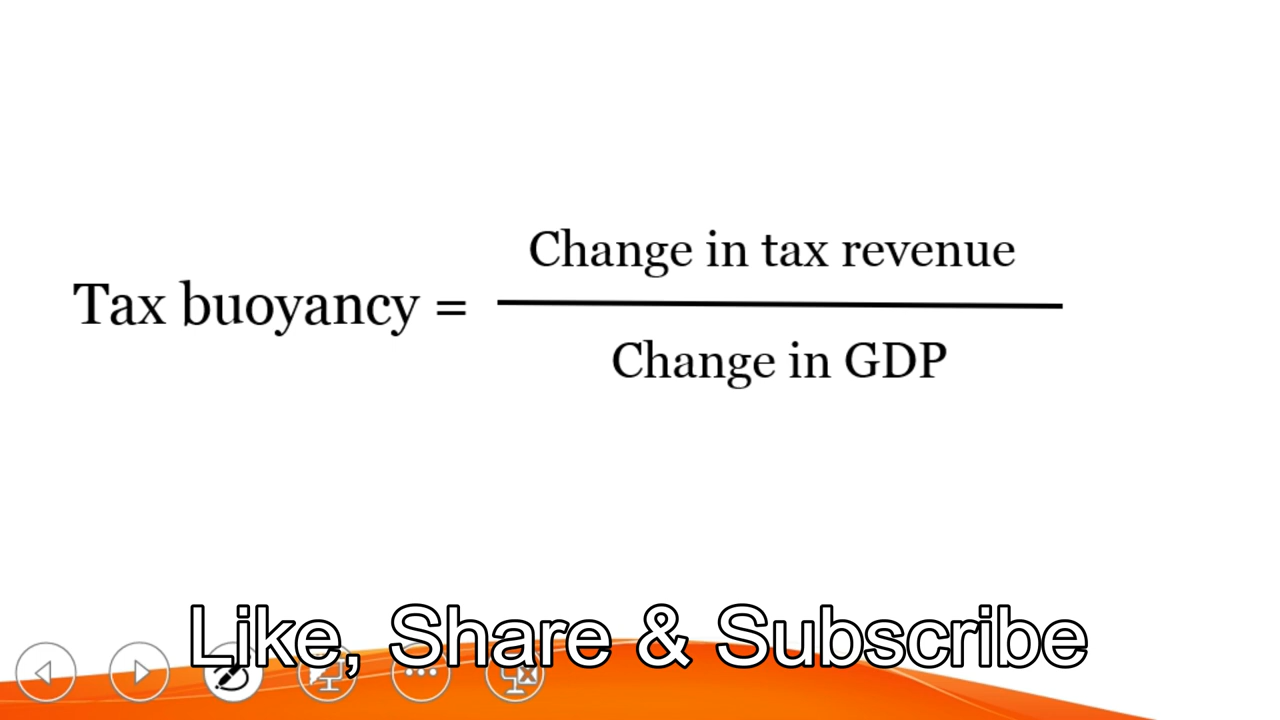 Change in tax revenue
Tax buoyancy =
Change in GDP
Like, Share & Subscribe